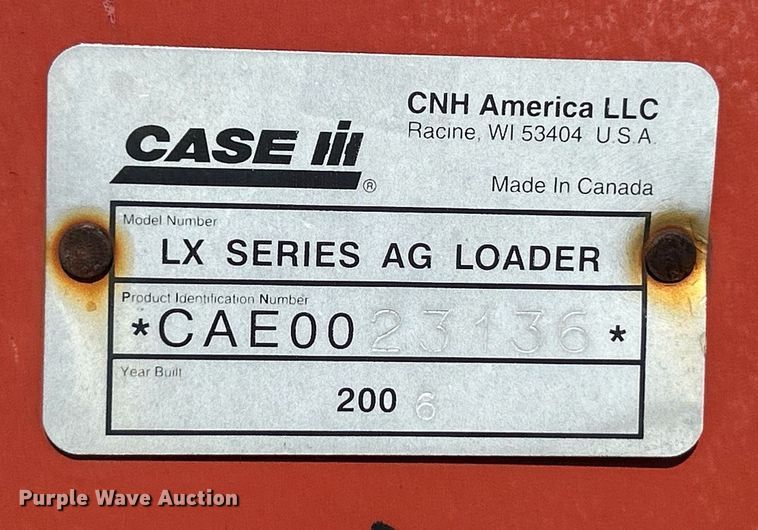 CNH America LLC
Racine, WI 53404 U.S.A.
CASE IH ®
Made In Canada
Model Number
LX SERIES AG LOADER
Product Identification Number
*CAE0023136*
Year Built
2006
Purple Wave Auction